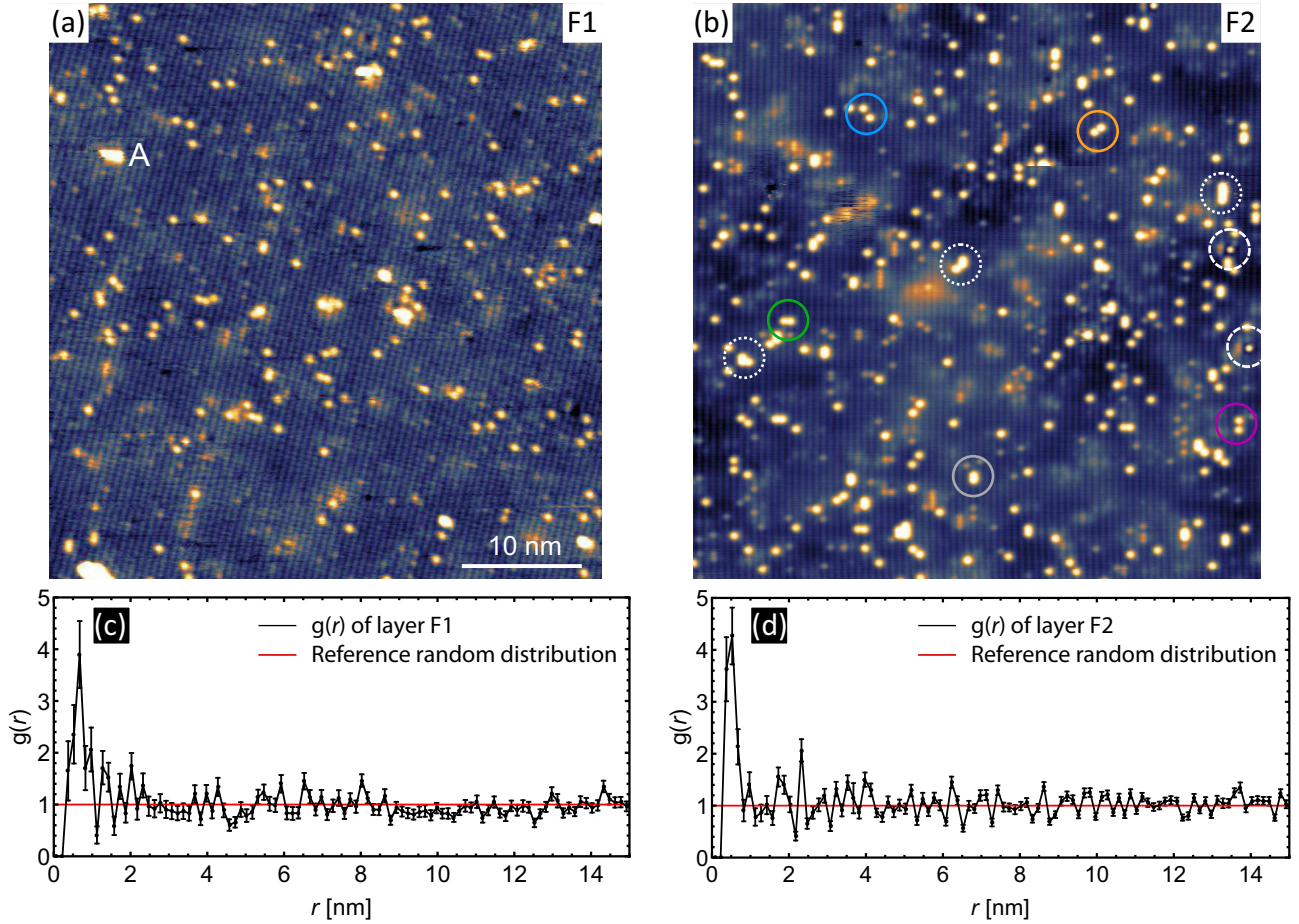 (a)
F1
A
10 nm
(b)
F2
(c)
g(r) of layer F1
Reference random distribution
g(r)
5
4
3
2
1
0
0 2 4 6 8 10 12 14
r [nm]
(d)
g(r) of layer F2
Reference random distribution
g(r)
5
4
3
2
1
0
0 2 4 6 8 10 12 14
r [nm]